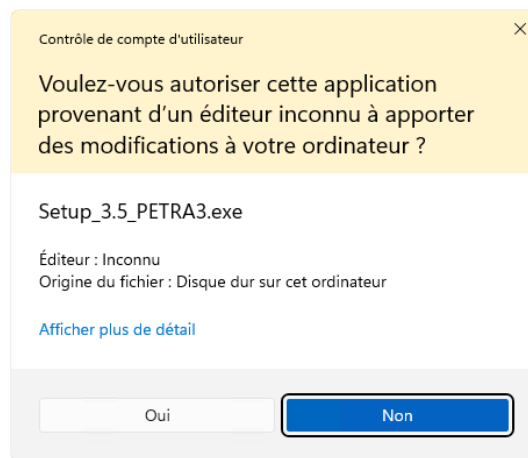 Contrôle de compte d'utilisateur
Voulez-vous autoriser cette application
provenant d’un éditeur inconnu à apporter
des modifications à votre ordinateur ?
Setup_3.5_PETRA3.exe
Éditeur : Inconnu
Origine du fichier : Disque dur sur cet ordinateur
Afficher plus de détail
Oui
Non